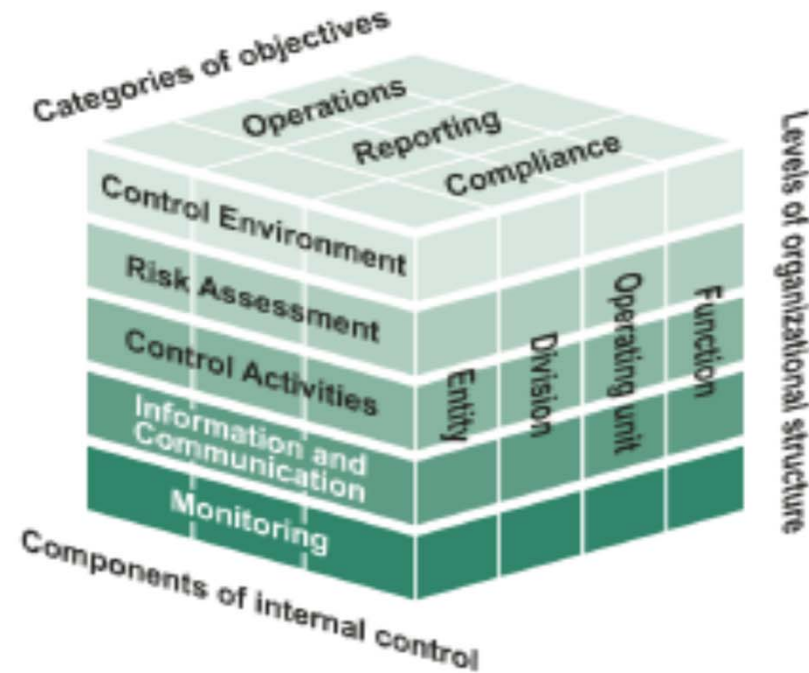 Categories of objectives
Operations
Reporting
Compliance
Control Environment
Risk Assessment
Control Activities
Information and
Communication
Monitoring
Components of internal control
Entity
Division
Operating unit
Function
Levels of organizational structure